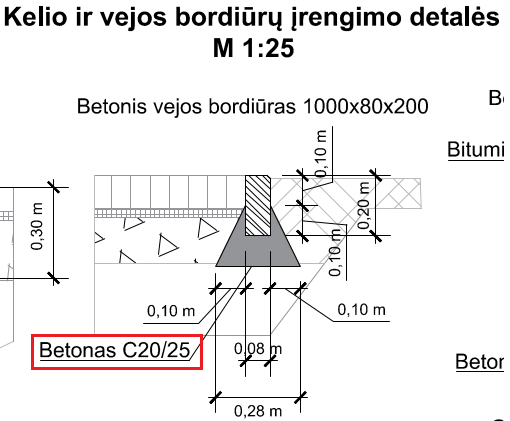 Kelio ir vejos bordiūrų įrengimo detalės
M 1:25
Betonis vejos bordiūras 1000x80x200
Bitumi
0,10 m
0,20 m
0,30 m
0,10 m
0,10 m
0,10 m
Betonas C20/25
0,08 m
Betor
0,28 m